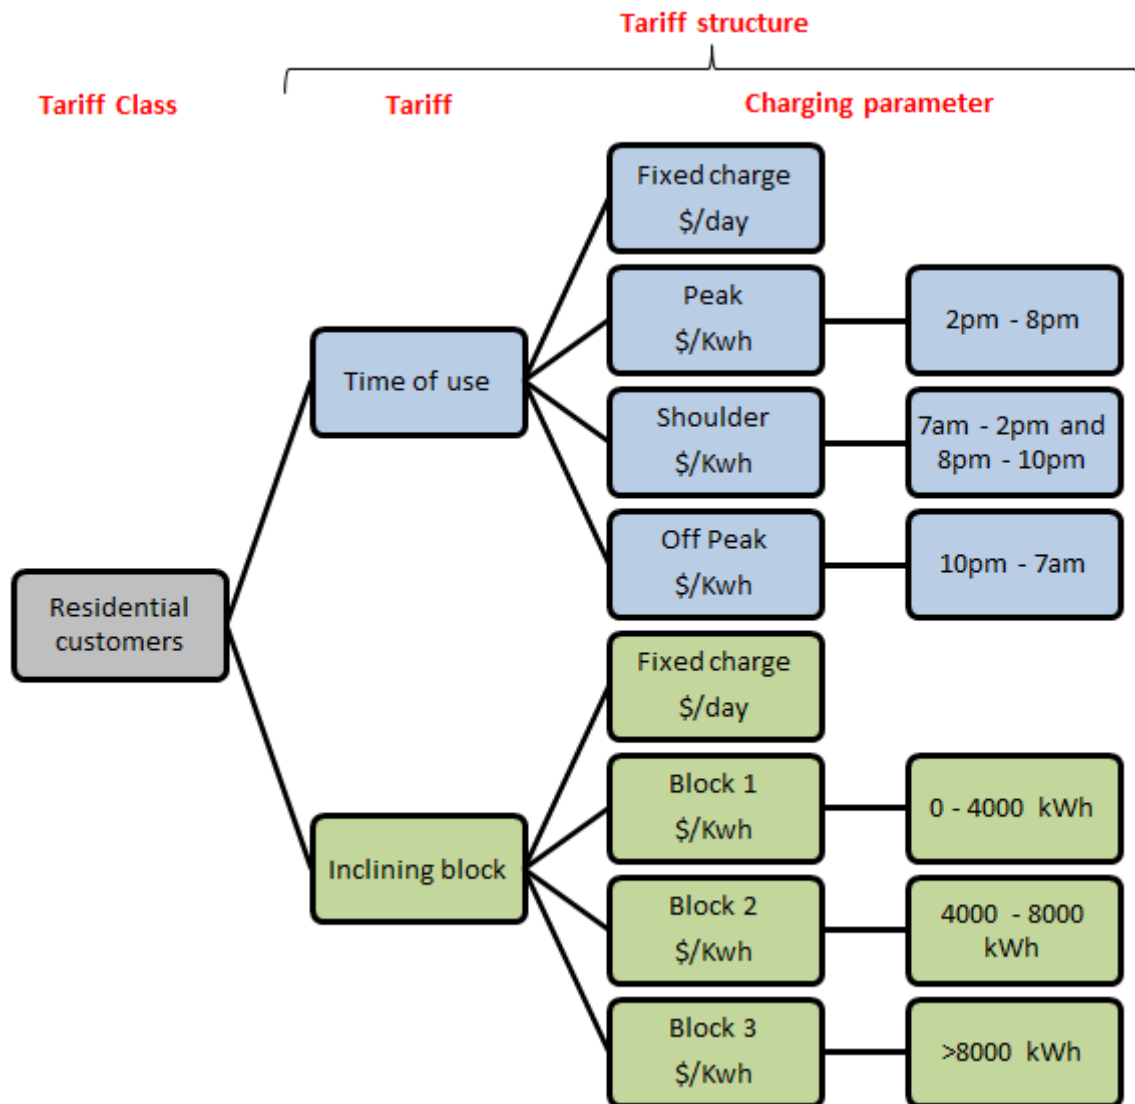 Tariff structure
Tariff Class
Tariff
Charging parameter
Fixed charge
$/day
Peak
$/Kwh
2pm - 8pm
Time of use
Shoulder
$/Kwh
7am - 2pm and
8pm - 10pm
Off Peak
$/Kwh
10pm - 7am
Residential
customers
Fixed charge
$/day
Block 1
$/Kwh
0 - 4000 kWh
Inclining block
Block 2
$/Kwh
4000 - 8000
kWh
Block 3
$/Kwh
>8000 kWh